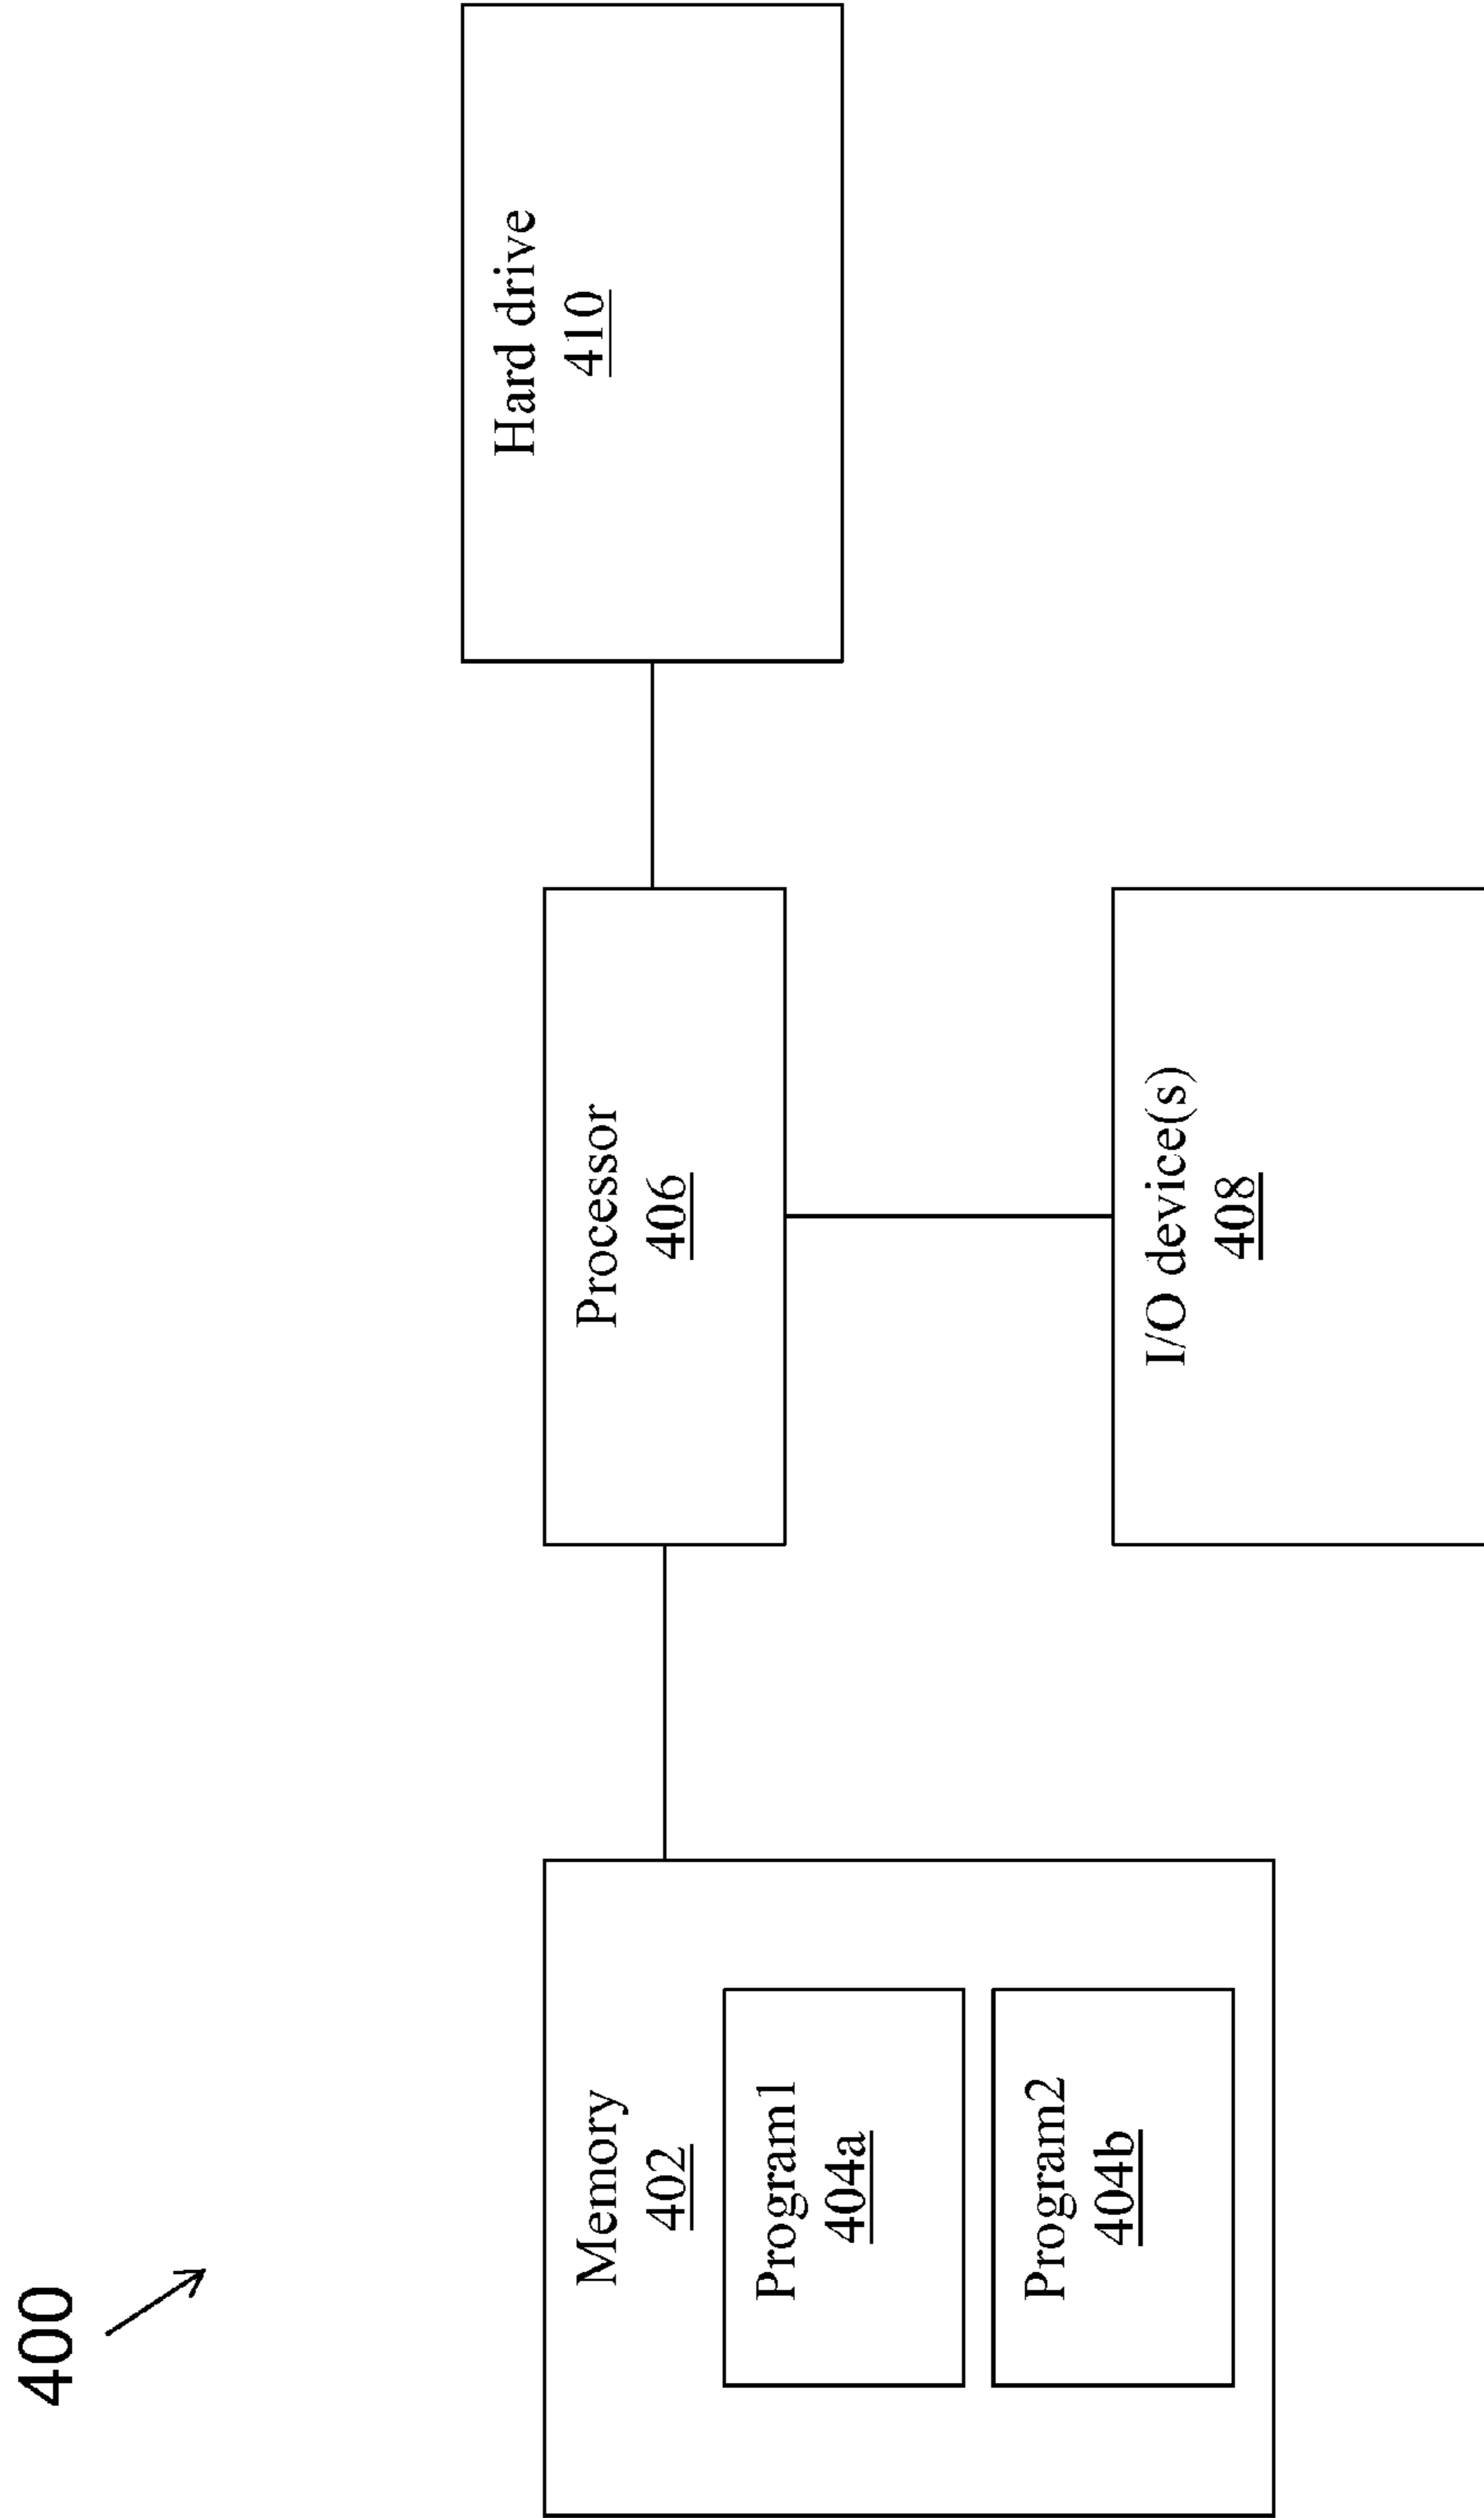 400
Memory
402
Program1
404a
Program2
404b
Processor
406
I/O device(s)
408
Hard drive
410